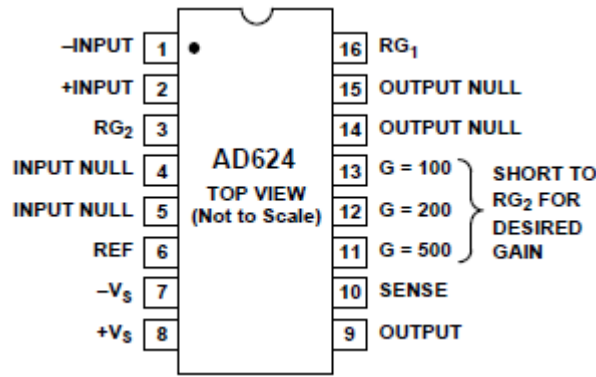 –INPUT 1
+INPUT 2
RG2 3
INPUT NULL 4
INPUT NULL 5
REF 6
–VS 7
+VS 8
AD624
TOP VIEW
(Not to Scale)
16 RG1
15 OUTPUT NULL
14 OUTPUT NULL
13 G = 100
12 G = 200
11 G = 500
10 SENSE
9 OUTPUT
SHORT TO
RG2 FOR
DESIRED
GAIN